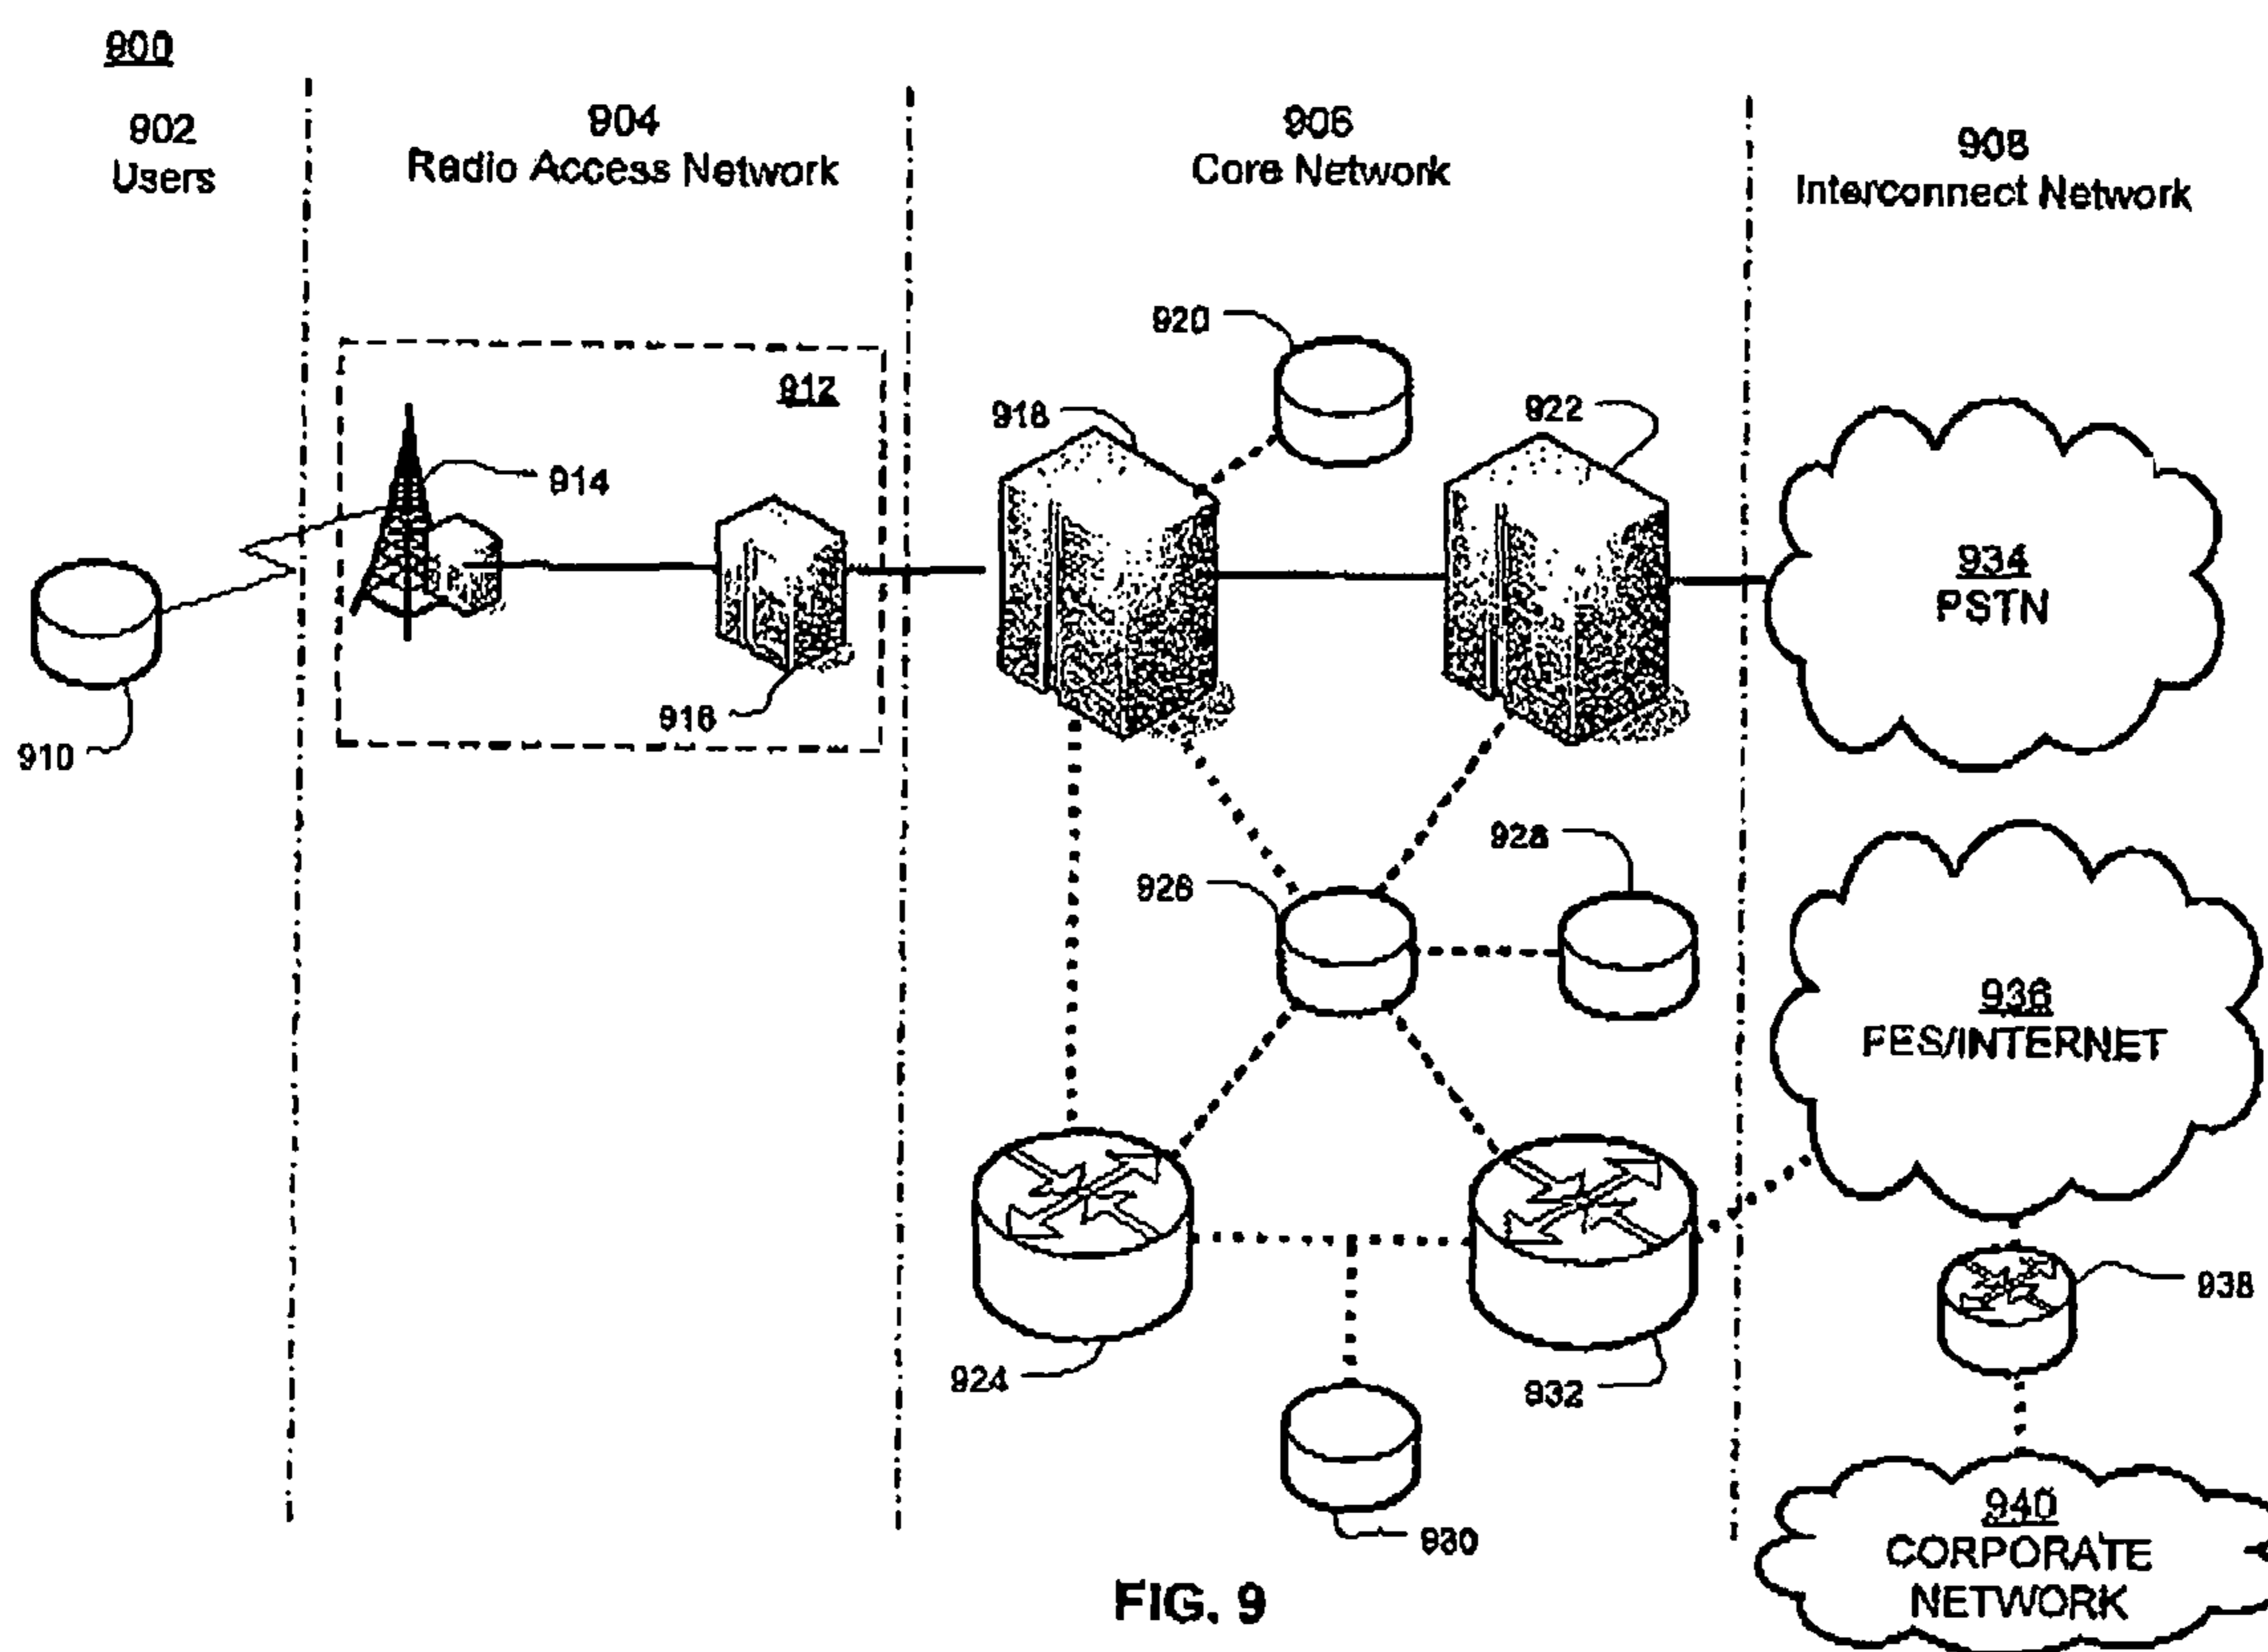 900
902
Users
904
Radio Access Network
906
Core Network
908
Interconnect Network
920
912
918
922
914
934
PSTN
916
910
928
926
936
FES/INTERNET
938
924
932
940
CORPORATE
NETWORK
930
FIG. 9